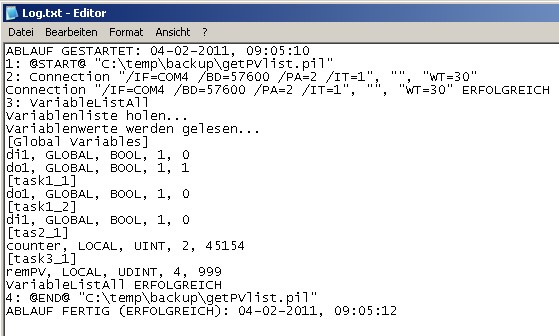 Log.txt - Editor
Datei Bearbeiten Format Ansicht ?
ABLAUF GESTARTET: 04-02-2011, 09:05:10
1: @START@ "C:\temp\backup\getPVlist.pil"
2: Connection "/IF=COM4 /BD=57600 /PA=2 /IT=1", "", "WT=30"
Connection "/IF=COM4 /BD=57600 /PA=2 /IT=1", "", "WT=30" ERFOLGREICH
3: VariableListAll
Variablenliste holen...
Variablenwerte werden gelesen...
[Global Variables]
di1, GLOBAL, BOOL, 1, 0
do1, GLOBAL, BOOL, 1, 1
[task1_1]
do1, GLOBAL, BOOL, 1, 0
[task1_2]
di1, GLOBAL, BOOL, 1, 0
[tas2_1]
counter, LOCAL, UINT, 2, 45154
[task3_1]
remPV, LOCAL, UDINT, 4, 999
VariableListAll ERFOLGREICH
4: @END@ "C:\temp\backup\getPVlist.pil"
ABLAUF FERTIG (ERFOLGREICH): 04-02-2011, 09:05:12